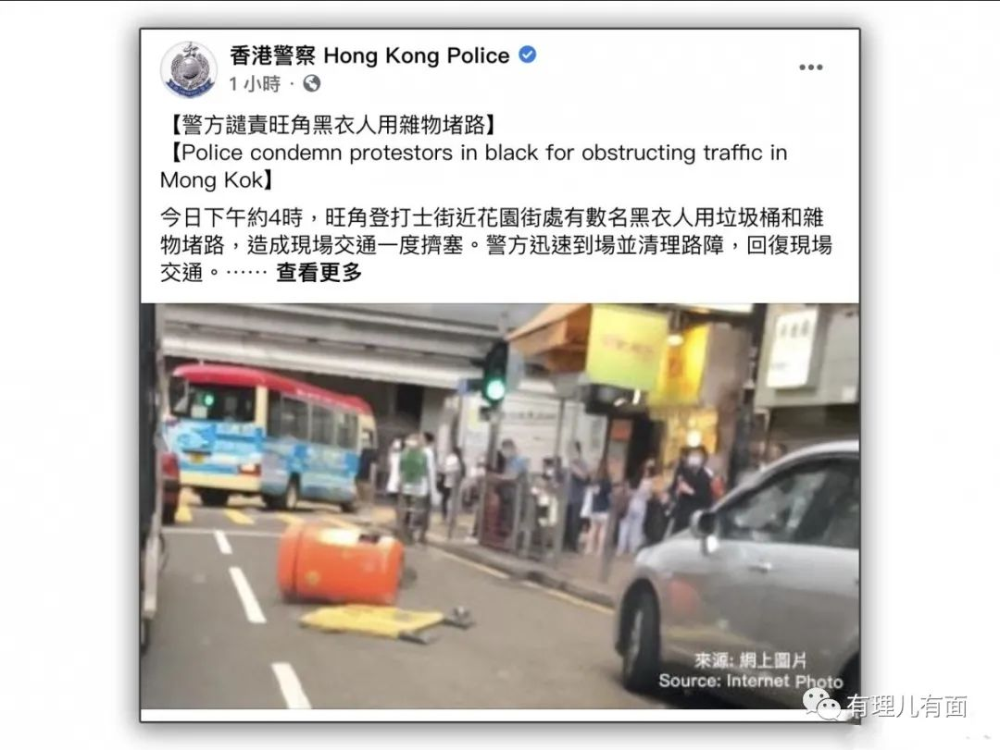 香港警察 Hong Kong Police
1 小時
【警方譴責旺角黑衣人用雜物堵路】
【Police condemn protestors in black for obstructing traffic in
Mong Kok】
今日下午約4時，旺角登打士街近花園街處有數名黑衣人用垃圾桶和雜
物堵路，造成現場交通一度擠塞。警方迅速到場並清理路障，回復現場
交通。⋯⋯ 查看更多
來源: 網上圖片
Source: Internet Photo
有理儿有面